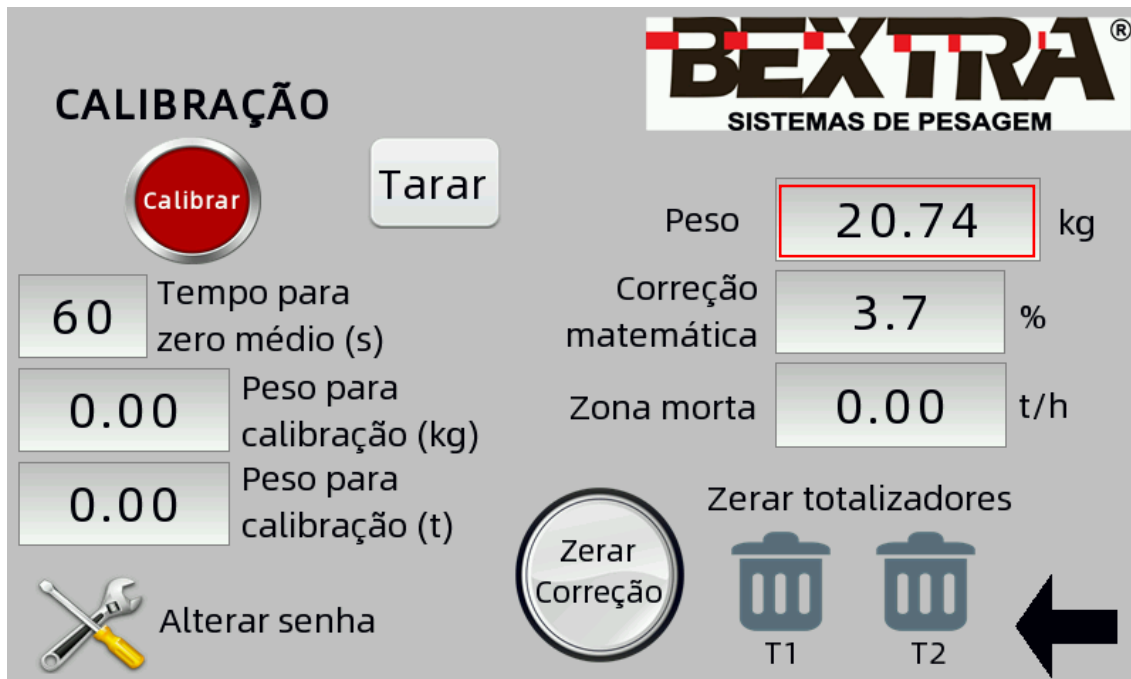 BEXTRA®
SISTEMAS DE PESAGEM
CALIBRAÇÃO
Calibrar
Tarar
60
Tempo para
zero médio (s)
0.00
Peso para
calibração (kg)
0.00
Peso para
calibração (t)
Alterar senha
Peso 20.74 kg
Correção
matemática
3.7 %
Zona morta 0.00 t/h
Zerar
Correção
Zerar totalizadores
T1 T2